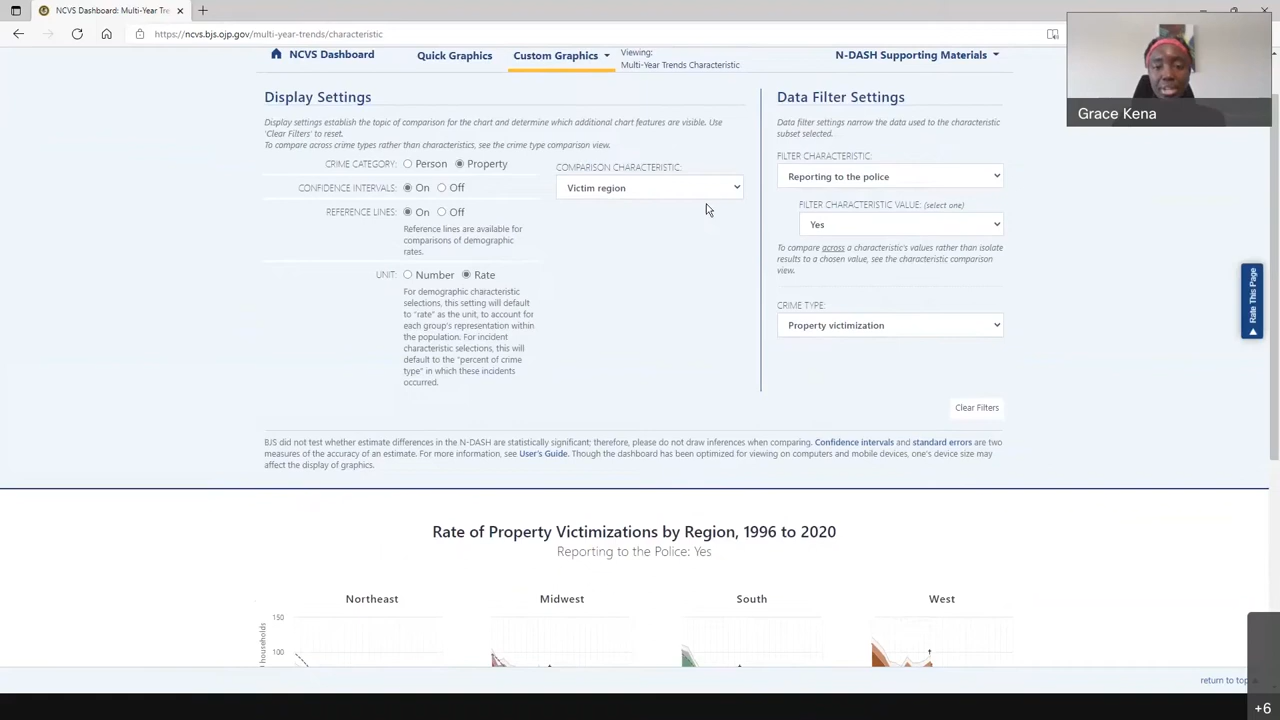 NCVS Dashboard: Multi-Year Tren
https://ncvs.bjs.ojp.gov/multi-year-trends/characteristic
NCVS Dashboard
Quick Graphics
Custom Graphics
Viewing:
Multi-Year Trends Characteristic
N-DASH Supporting Materials
Grace Kena
Display Settings
Display settings establish the topic of comparison for the chart and determine which additional chart features are visible. Use
'Clear Filters' to reset.
To compare across crime types rather than characteristics, see the crime type comparison view.
CRIME CATEGORY: Person Property
CONFIDENCE INTERVALS: On Off
REFERENCE LINES: On Off
Reference lines are available for
comparisons of demographic
rates.
UNIT: Number Rate
For demographic characteristic
selections, this setting will default
to "rate" as the unit, to account for
each group's representation within
the population. For incident
characteristic selections, this will
default to the "percent of crime
type" in which these incidents
occurred.
COMPARISON CHARACTERISTIC:
Victim region
Data Filter Settings
Data filter settings narrow the data used to the characteristic
subset selected.
FILTER CHARACTERISTIC:
Reporting to the police
FILTER CHARACTERISTIC VALUE: (select one)
Yes
To compare across a characteristic's values rather than isolate
results to a chosen value, see the characteristic comparison
view.
CRIME TYPE:
Property victimization
Clear Filters
Rate This Page
BJS did not test whether estimate differences in the N-DASH are statistically significant; therefore, please do not draw inferences when comparing. Confidence intervals and standard errors are two
measures of the accuracy of an estimate. For more information, see User's Guide. Though the dashboard has been optimized for viewing on computers and mobile devices, one's device size may
affect the display of graphics.
Rate of Property Victimizations by Region, 1996 to 2020
Reporting to the Police: Yes
Northeast
Midwest
South
West
150
100
households
return to top
+6